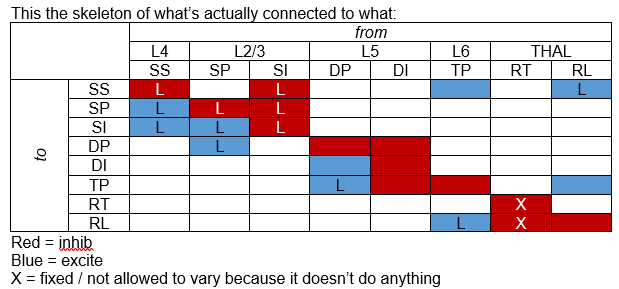 This the skeleton of what’s actually connected to what:
from
L4 L2/3 L5 L6 THAL
SS SP SI DP DI TP RT RL
to
SS L L L
SP L L L
SI L L L
DP L
DI
TP L
RT X
RL L X
Red = inhib
Blue = excite
X = fixed / not allowed to vary because it doesn’t do anything